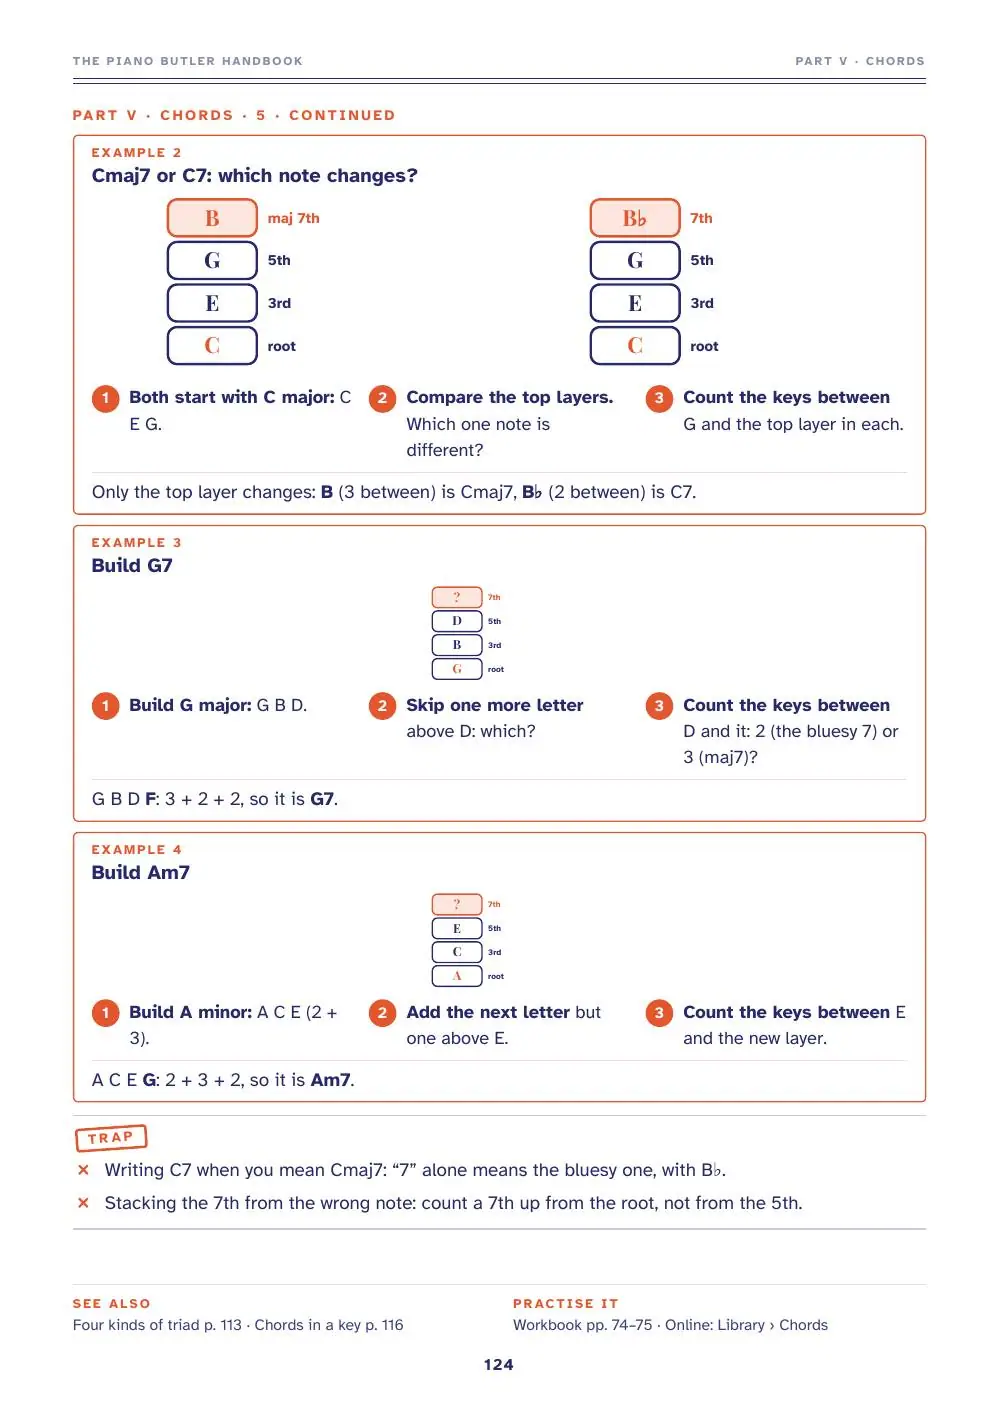 THE PIANO BUTLER HANDBOOK
PART V · CHORDS
PART V · CHORDS · 5 · CONTINUED
EXAMPLE 2
Cmaj7 or C7: which note changes?
B maj 7th
G 5th
E 3rd
C root
B♭ 7th
G 5th
E 3rd
C root
1 Both start with C major: C
E G.
2 Compare the top layers.
Which one note is
different?
3 Count the keys between
G and the top layer in each.
Only the top layer changes: B (3 between) is Cmaj7, B♭ (2 between) is C7.
EXAMPLE 3
Build G7
? 7th
D 5th
B 3rd
G root
1 Build G major: G B D.
2 Skip one more letter
above D: which?
3 Count the keys between
D and it: 2 (the bluesy 7) or
3 (maj7)?
G B D F: 3 + 2 + 2, so it is G7.
EXAMPLE 4
Build Am7
? 7th
E 5th
C 3rd
A root
1 Build A minor: A C E (2 +
3).
2 Add the next letter but
one above E.
3 Count the keys between E
and the new layer.
A C E G: 2 + 3 + 2, so it is Am7.
TRAP
× Writing C7 when you mean Cmaj7: “7” alone means the bluesy one, with B♭.
× Stacking the 7th from the wrong note: count a 7th up from the root, not from the 5th.
SEE ALSO
Four kinds of triad p. 113 · Chords in a key p. 116
PRACTISE IT
Workbook pp. 74–75 · Online: Library › Chords
124